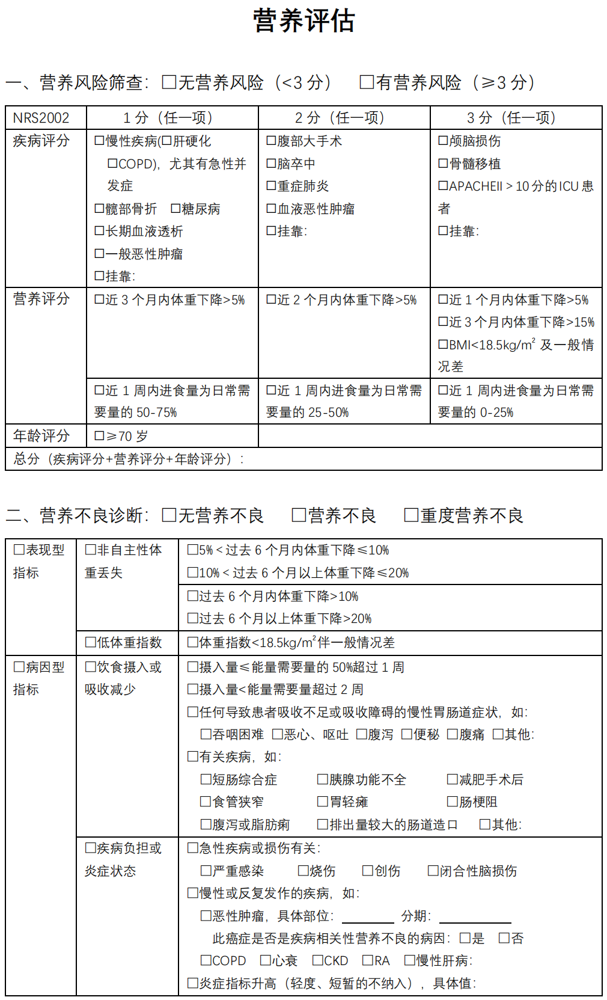 营养评估
一、营养风险筛查：□无营养风险（<3 分） □有营养风险（≥3 分）
NRS2002 1 分（任一项） 2 分（任一项） 3 分（任一项）
疾病评分
□慢性疾病(□肝硬化
□COPD)，尤其有急性并
发症
□髋部骨折 □糖尿病
□长期血液透析
□一般恶性肿瘤
□挂靠：
□腹部大手术
□脑卒中
□重症肺炎
□血液恶性肿瘤
□挂靠：
□颅脑损伤
□骨髓移植
□APACHEII＞10 分的 ICU 患
者
□挂靠：
营养评分
□近 3 个月内体重下降>5%
□近 2 个月内体重下降>5%
□近 1 个月内体重下降>5%
□近 3 个月内体重下降>15%
□BMI<18.5kg/m² 及一般情
况差
□近 1 周内进食量为日常需
要量的 50-75%
□近 1 周内进食量为日常需
要量的 25-50%
□近 1 周内进食量为日常需
要量的 0-25%
年龄评分 □≥70 岁
总分（疾病评分+营养评分+年龄评分）：
二、营养不良诊断：□无营养不良 □营养不良 □重度营养不良
□表现型
指标
□非自主性体
重丢失
□5%＜过去 6 个月内体重下降≤10%
□10%＜过去 6 个月以上体重下降≤20%
□过去 6 个月内体重下降>10%
□过去 6 个月以上体重下降>20%
□低体重指数 □体重指数<18.5kg/m²伴一般情况差
□病因型
指标
□饮食摄入或
吸收减少
□摄入量≤能量需要量的 50%超过 1 周
□摄入量<能量需要量超过 2 周
□任何导致患者吸收不足或吸收障碍的慢性胃肠道症状，如：
□吞咽困难 □恶心、呕吐 □腹泻 □便秘 □腹痛 □其他：
□有关疾病，如：
□短肠综合症 □胰腺功能不全 □减肥手术后
□食管狭窄 □胃轻瘫 □肠梗阻
□腹泻或脂肪痢 □排出量较大的肠道造口 □其他：
□疾病负担或
炎症状态
□急性疾病或损伤有关：
□严重感染 □烧伤 □创伤 □闭合性脑损伤
□慢性或反复发作的疾病，如：
□恶性肿瘤，具体部位：________ 分期：___________
此癌症是否是疾病相关性营养不良的病因：□是 □否
□COPD □心衰 □CKD □RA □慢性肝病：
□炎症指标升高（轻度、短暂的不纳入），具体值：